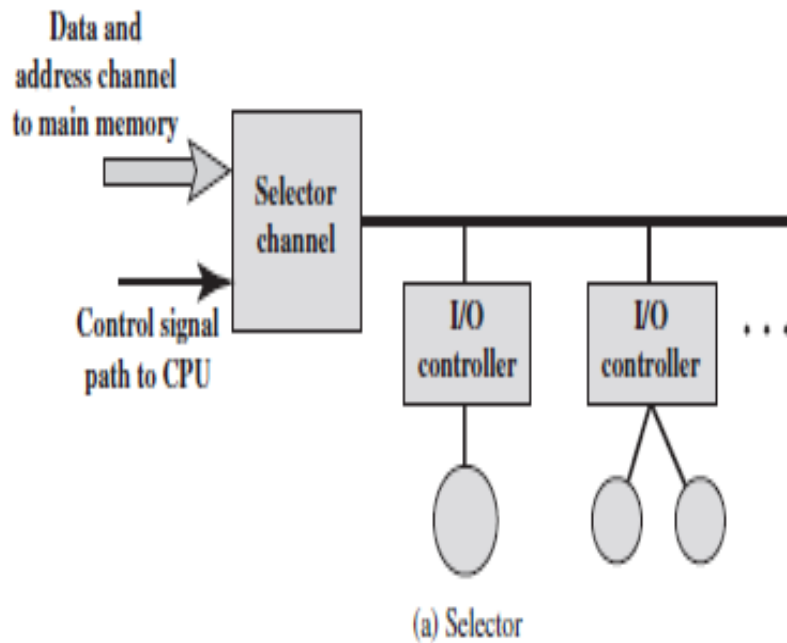 Data and
address channel
to main memory
Selector
channel
Control signal
path to CPU
I/O
controller
I/O
controller
. . .
(a) Selector